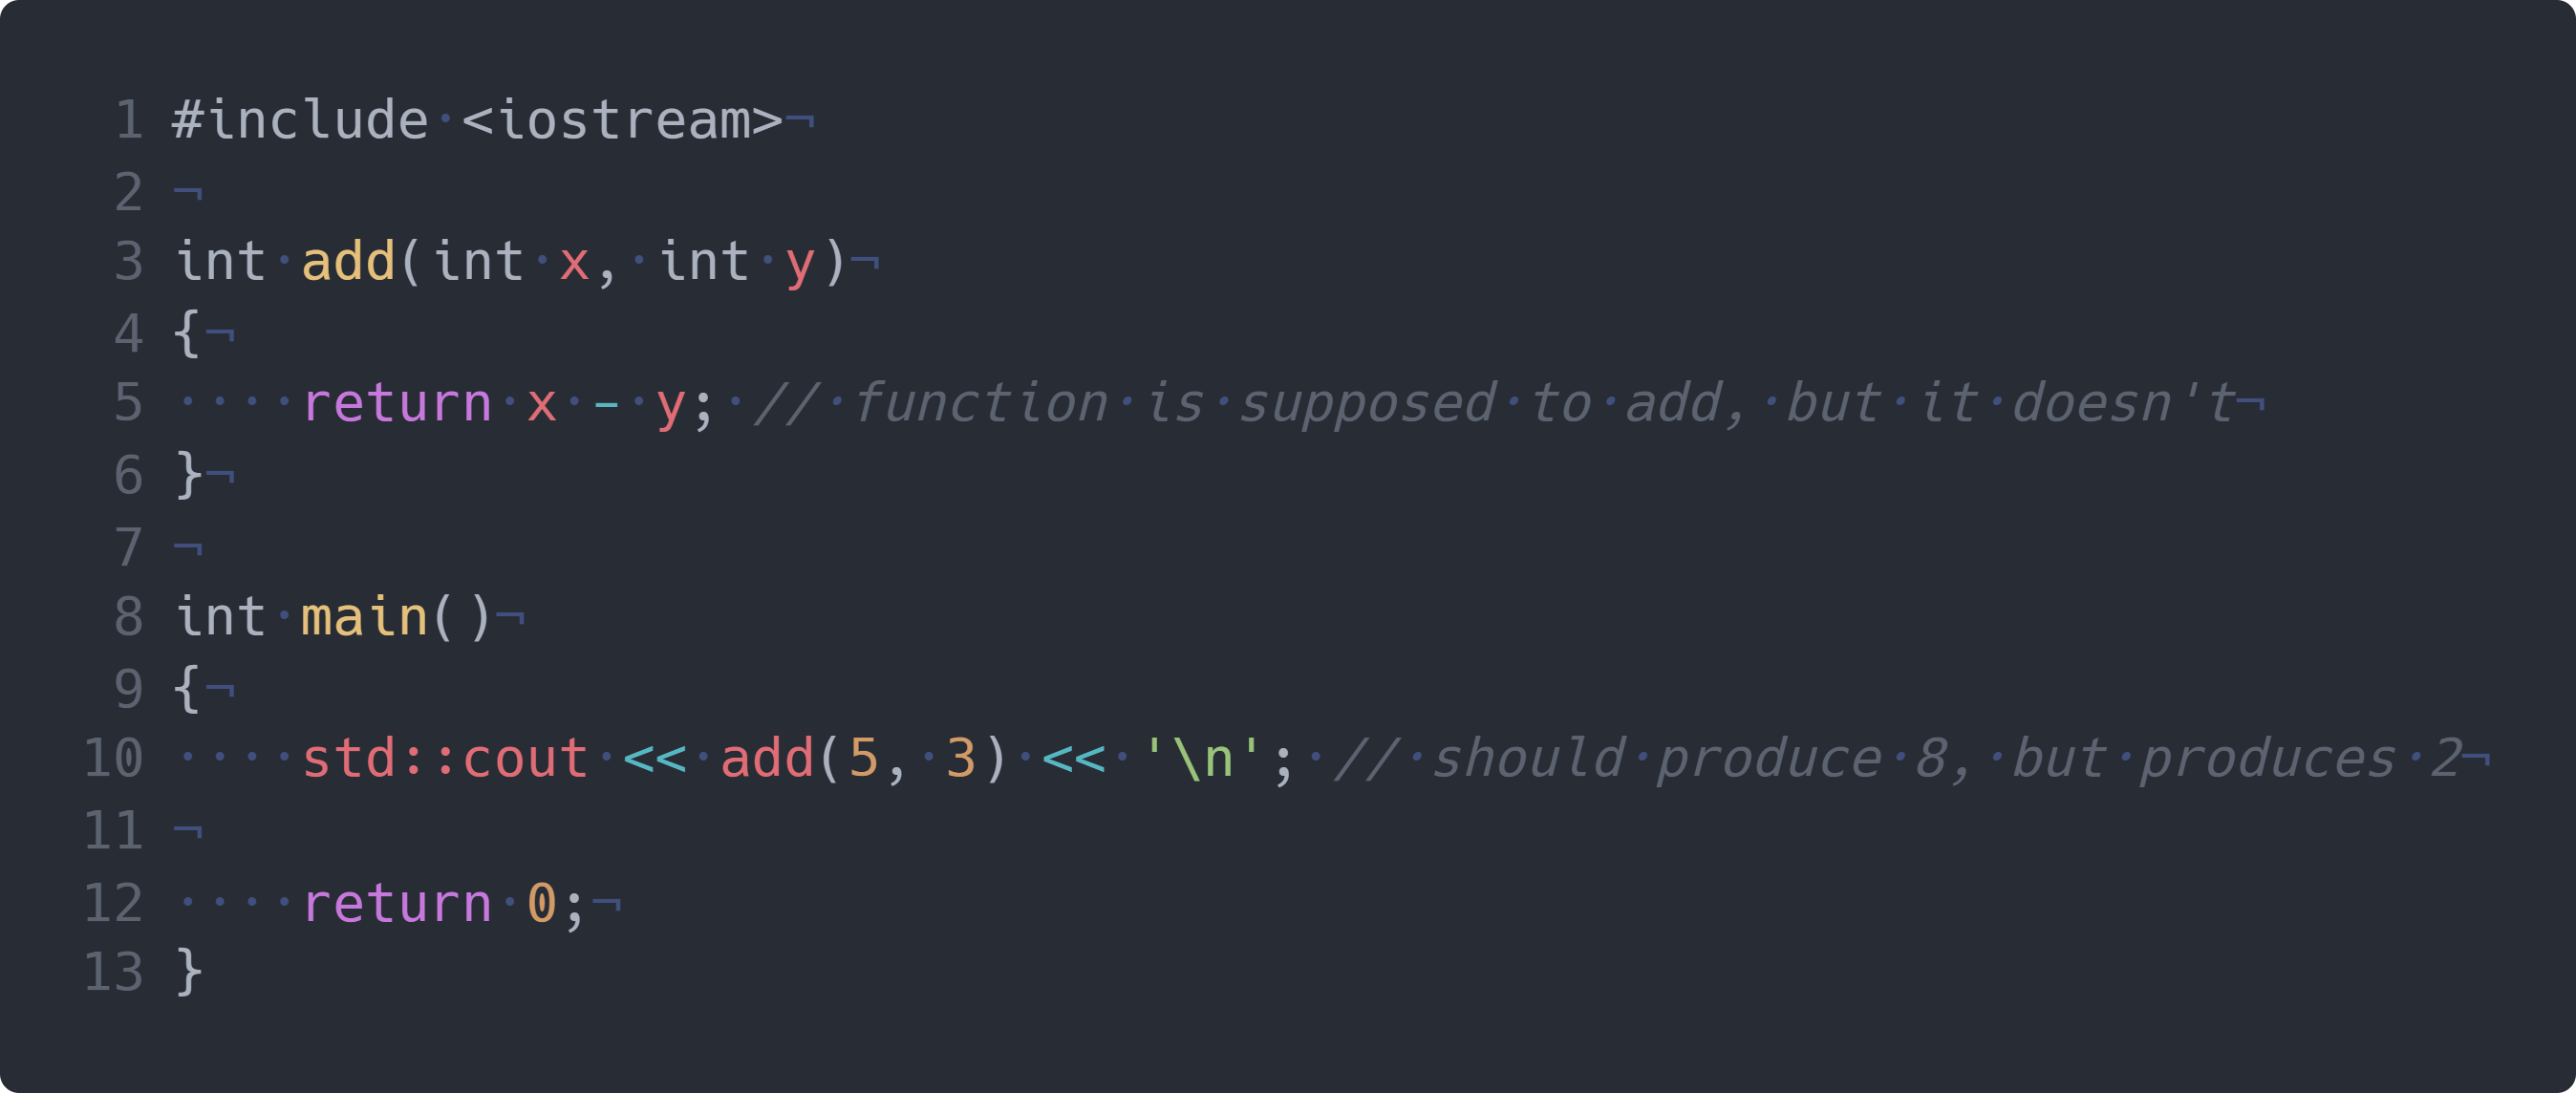 1 #include·<iostream>¬
2 ¬
3 int·add(int·x,·int·y)¬
4 {¬
5 ····return·x·-·y;·//·function·is·supposed·to·add,·but·it·doesn't¬
6 }¬
7 ¬
8 int·main()¬
9 {¬
10 ····std::cout·<<·add(5,·3)·<<·'\n';·//·should·produce·8,·but·produces·2¬
11 ¬
12 ····return·0;¬
13 }